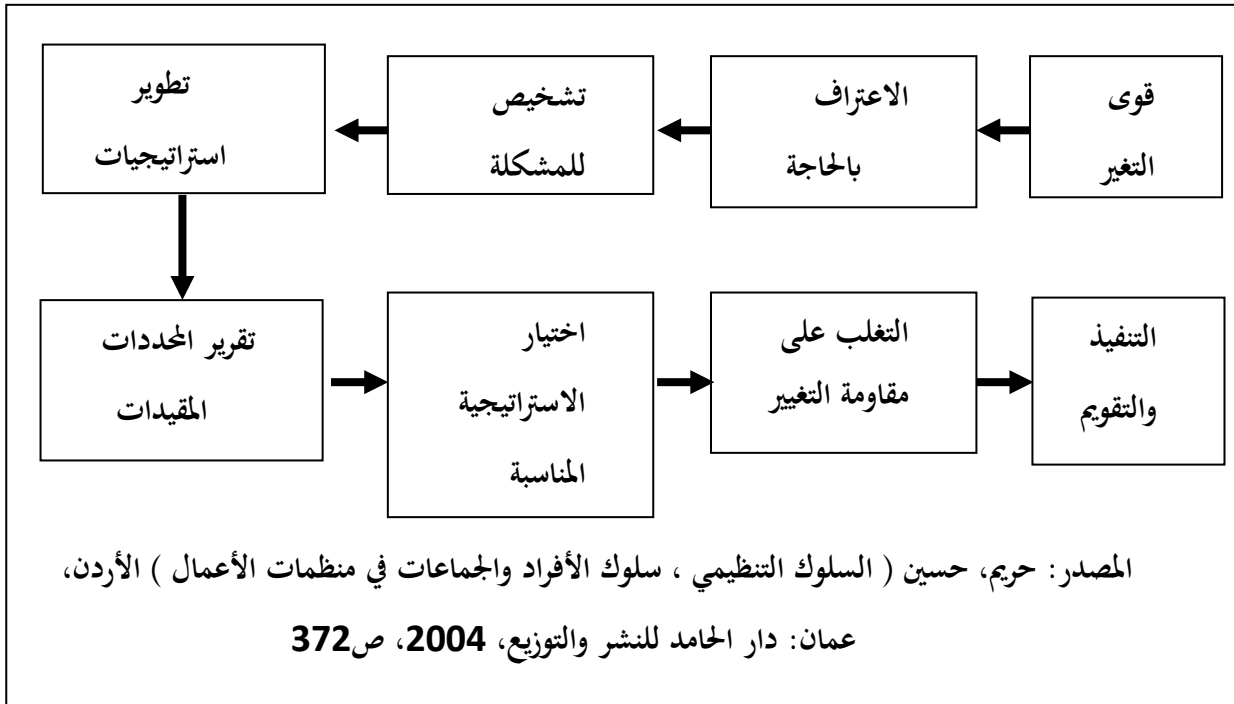 قوى
التغير
الاعتراف
بالحاجة
تشخيص
للمشكلة
تطوير
استراتيجيات
تقرير المحددات
المقيدات
اختيار
الاستراتيجية
المناسبة
التغلب على
مقاومة التغيير
التنفيذ
والتقويم
المصدر: حريم، حسين ( السلوك التنظيمي ، سلوك الأفراد والجماعات في منظمات الأعمال ) الأردن،
عمان: دار الحامد للنشر والتوزيع، 2004، ص372